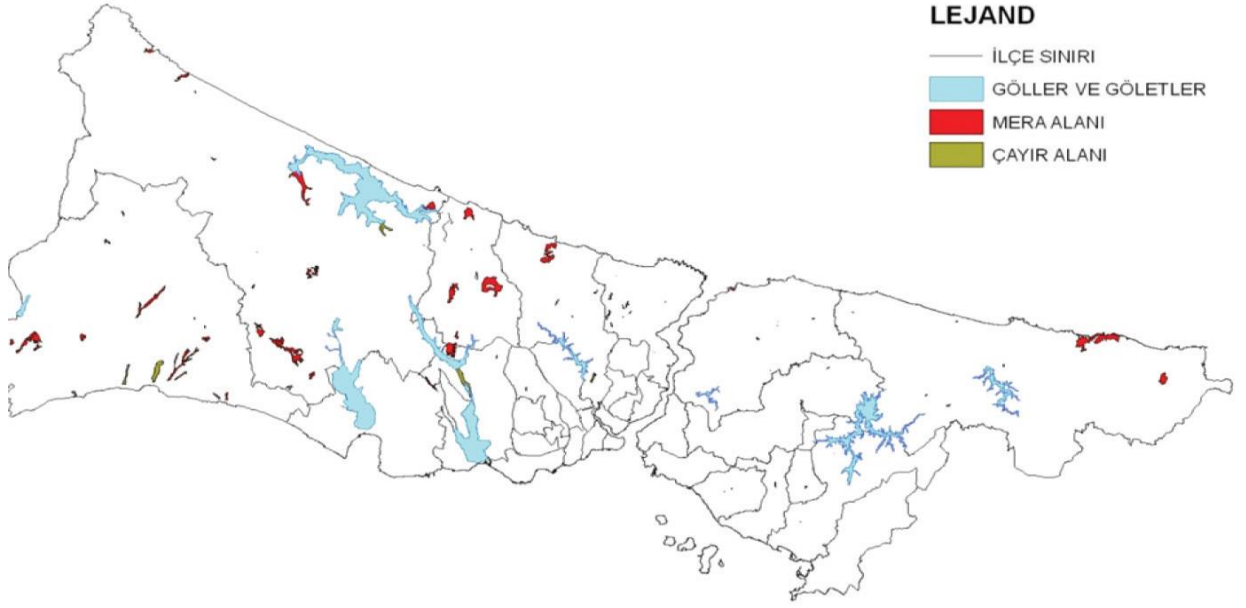 LEJAND
İLÇE SINIRI
GÖLLER VE GÖLETLER
MERA ALANI
ÇAYIR ALANI